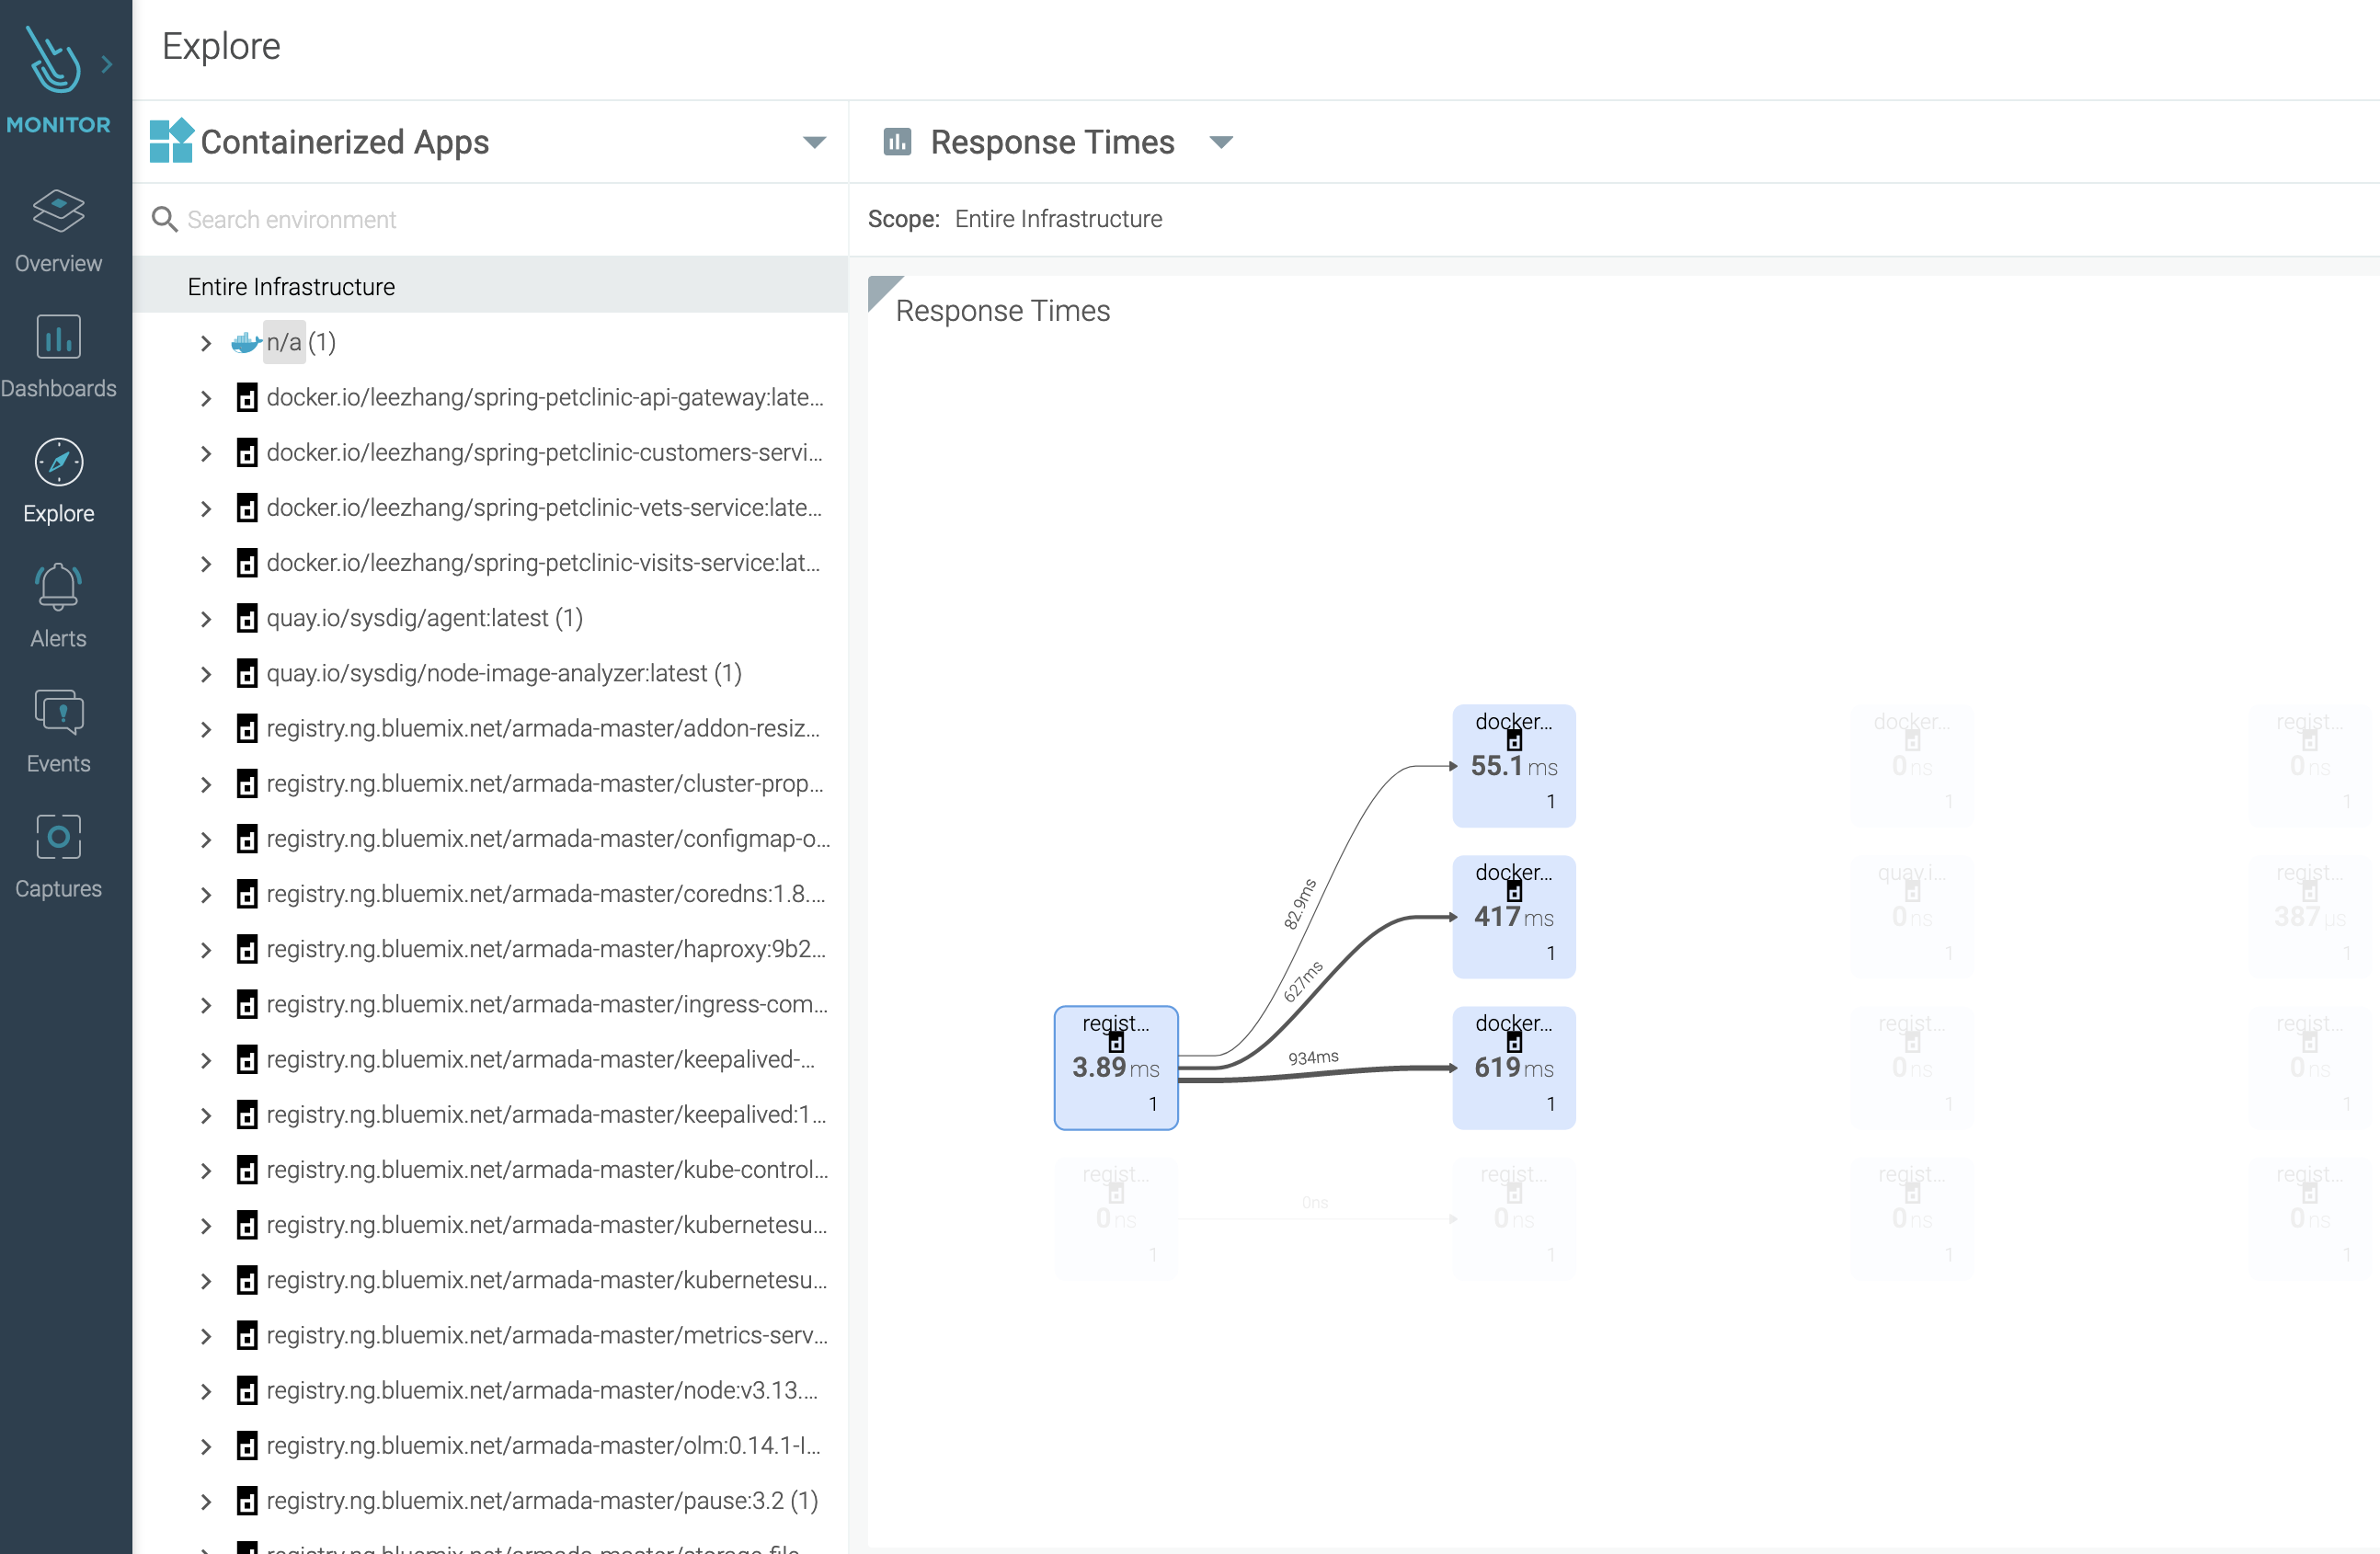 MONITOR
Overview
Dashboards
Explore
Alerts
Events
Captures
Explore
Containerized Apps
Search environment
Entire Infrastructure
n/a (1)
docker.io/leezhang/spring-petclinic-api-gateway:late...
docker.io/leezhang/spring-petclinic-customers-servi...
docker.io/leezhang/spring-petclinic-vets-service:late...
docker.io/leezhang/spring-petclinic-visits-service:lat...
quay.io/sysdig/agent:latest (1)
quay.io/sysdig/node-image-analyzer:latest (1)
registry.ng.bluemix.net/armada-master/addon-resiz...
registry.ng.bluemix.net/armada-master/cluster-prop...
registry.ng.bluemix.net/armada-master/configmap-o...
registry.ng.bluemix.net/armada-master/coredns:1.8....
registry.ng.bluemix.net/armada-master/haproxy:9b2...
registry.ng.bluemix.net/armada-master/ingress-com...
registry.ng.bluemix.net/armada-master/keepalived-...
registry.ng.bluemix.net/armada-master/keepalived:1...
registry.ng.bluemix.net/armada-master/kube-control...
registry.ng.bluemix.net/armada-master/kubernetesu...
registry.ng.bluemix.net/armada-master/kubernetesu...
registry.ng.bluemix.net/armada-master/metrics-serv...
registry.ng.bluemix.net/armada-master/node:v3.13....
registry.ng.bluemix.net/armada-master/olm:0.14.1-I...
registry.ng.bluemix.net/armada-master/pause:3.2 (1)
Response Times
Scope: Entire Infrastructure
Response Times
regist...
3.89 ms
1
82.9ms
627ms
934ms
docker...
55.1 ms
1
docker...
417 ms
1
docker...
619 ms
1
regist...
0 ns
1
0ns
regist...
0 ns
1
docker...
0 ns
1
quay.i...
0 ns
1
regist...
0 ns
1
regist...
0 ns
1
regist...
0 ns
1
regist...
387 µs
1
regist...
0 ns
1
regist...
0 ns
1